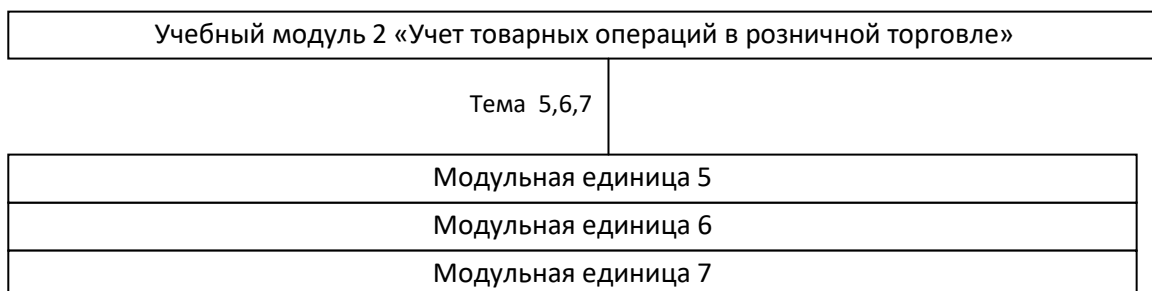 Учебный модуль 2 «Учет товарных операций в розничной торговле»
Тема 5,6,7
Модульная единица 5
Модульная единица 6
Модульная единица 7